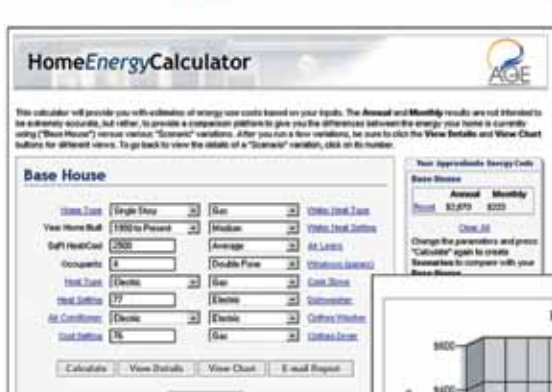 HomeEnergyCalculator
AGE
This calculator will provide you with estimates of energy use costs based on your inputs. The Annual and Monthly results are not intended to
be extremely accurate, but rather, to provide a comparison platform to give you the differences between the energy your home is currently
using ("Base House") versus various "Scenario" variations. After you run a few variations, be sure to click the View Details and View Chart
buttons for different views. To go back to view the details of a "Scenario" variation, click on its number.
Base House
Home Type Single Story Gas Water Heat Type
Year Home Built 1990 to Present Medium Water Heat Setting
SqFt Heat/Cool 2500 Average Air Leaks
Occupants 4 Double Pane Windows
Heat Type Electric Gas Cook Stove
Heat Setting 77 Electric Dishwasher
Air Conditioner Electric Electric Clothes Washer
Cool Setting 76 Gas Clothes Dryer
Calculate View Details View Chart E-mail Report
Your Approximate Energy Costs
Base House
Annual Monthly
$223
Clear All
Change the parameters and press
"Calculate" again to create
Scenarios to compare with your
Base House
$600
$400